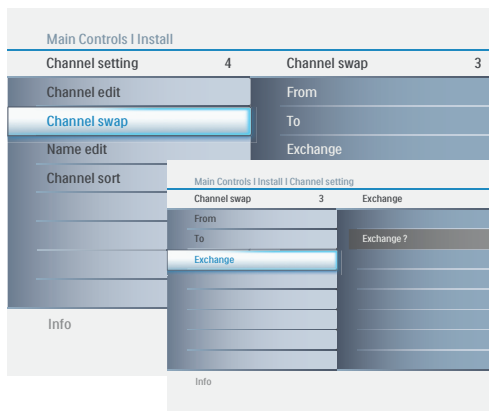 Main Controls I Install
Channel setting 4 Channel swap 3
Channel edit From
Channel swap To
Name edit Exchange
Channel sort
Info
Main Controls I Install I Channel setting
Channel swap 3 Exchange
From
To Exchange ?
Exchange
Info